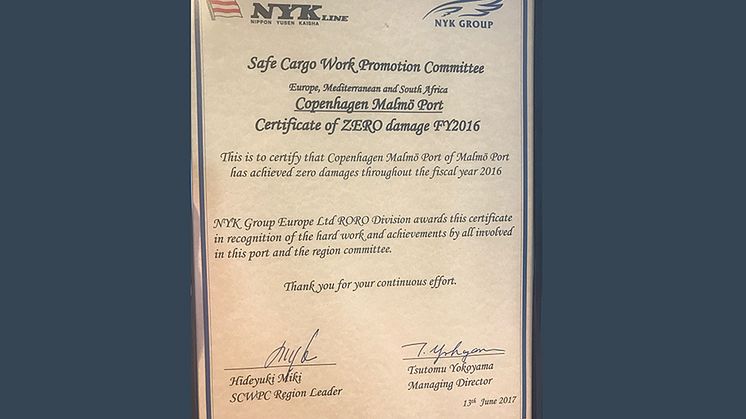 NYK LINE
NIPPON YUSEN KAISHA
NYK GROUP
Safe Cargo Work Promotion Committee
Europe, Mediterranean and South Africa
Copenhagen Malmö Port
Certificate of ZERO damage FY2016
This is to certify that Copenhagen Malmö Port of Malmö Port
has achieved zero damages throughout the fiscal year 2016
NYK Group Europe Ltd RORO Division awards this certificate
in recognition of the hard work and achievements by all involved
in this port and the region committee.
Thank you for your continuous effort.
T. Yokoyama
Hideyuki Miki
SCWPC Region Leader
Tsutomu Yokoyama
Managing Director
13th June 2017